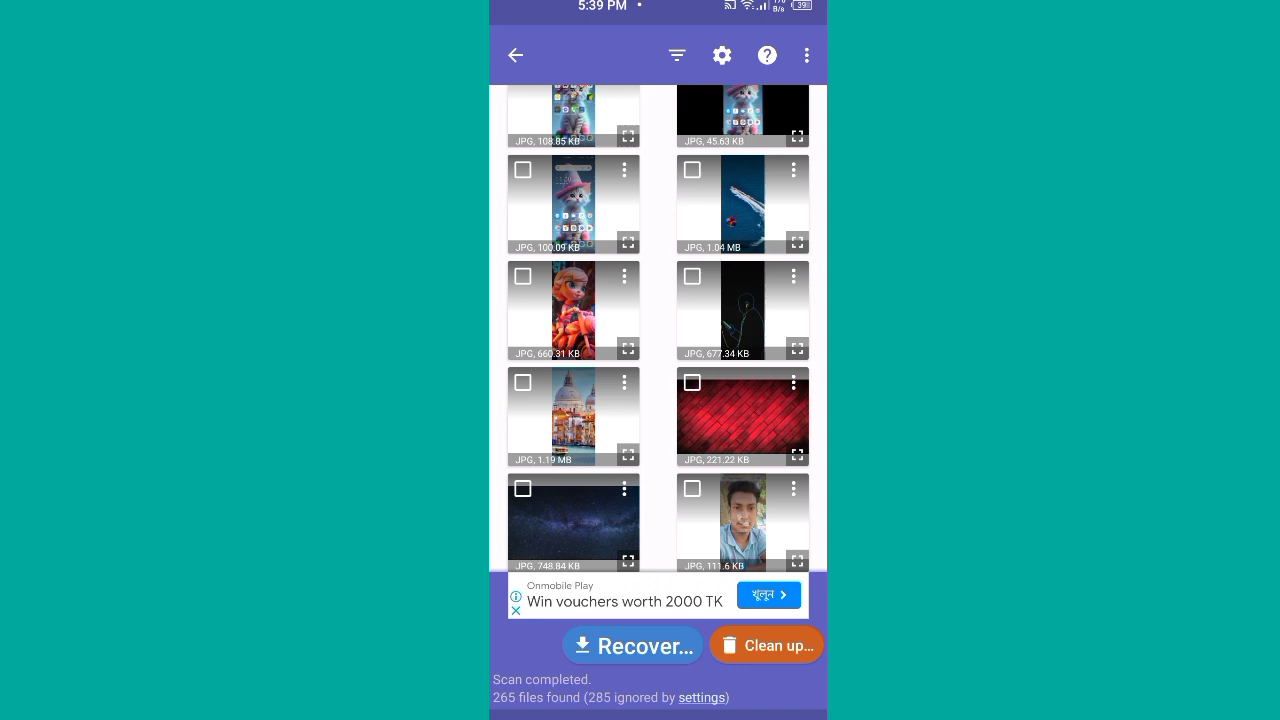 5:39 PM •
B/s
39
JPG, 108.85 KB
JPG, 45.63 KB
JPG, 100.09 KB
JPG, 1.04 MB
JPG, 660.31 KB
JPG, 677.34 KB
JPG, 1.19 MB
JPG, 221.22 KB
JPG, 748.84 KB
JPG, 111.6 KB
Onmobile Play
Win vouchers worth 2000 TK
খুলুন
Recover...
Clean up...
Scan completed.
265 files found (285 ignored by settings)